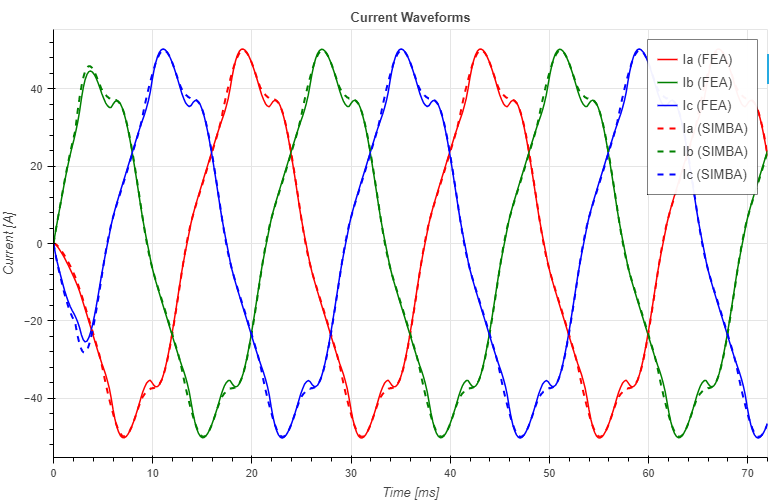 Current Waveforms
Ia (FEA)
Ib (FEA)
Ic (FEA)
Ia (SIMBA)
Ib (SIMBA)
Ic (SIMBA)
Current [A]
40
20
0
−20
−40
0 10 20 30 40 50 60 70
Time [ms]